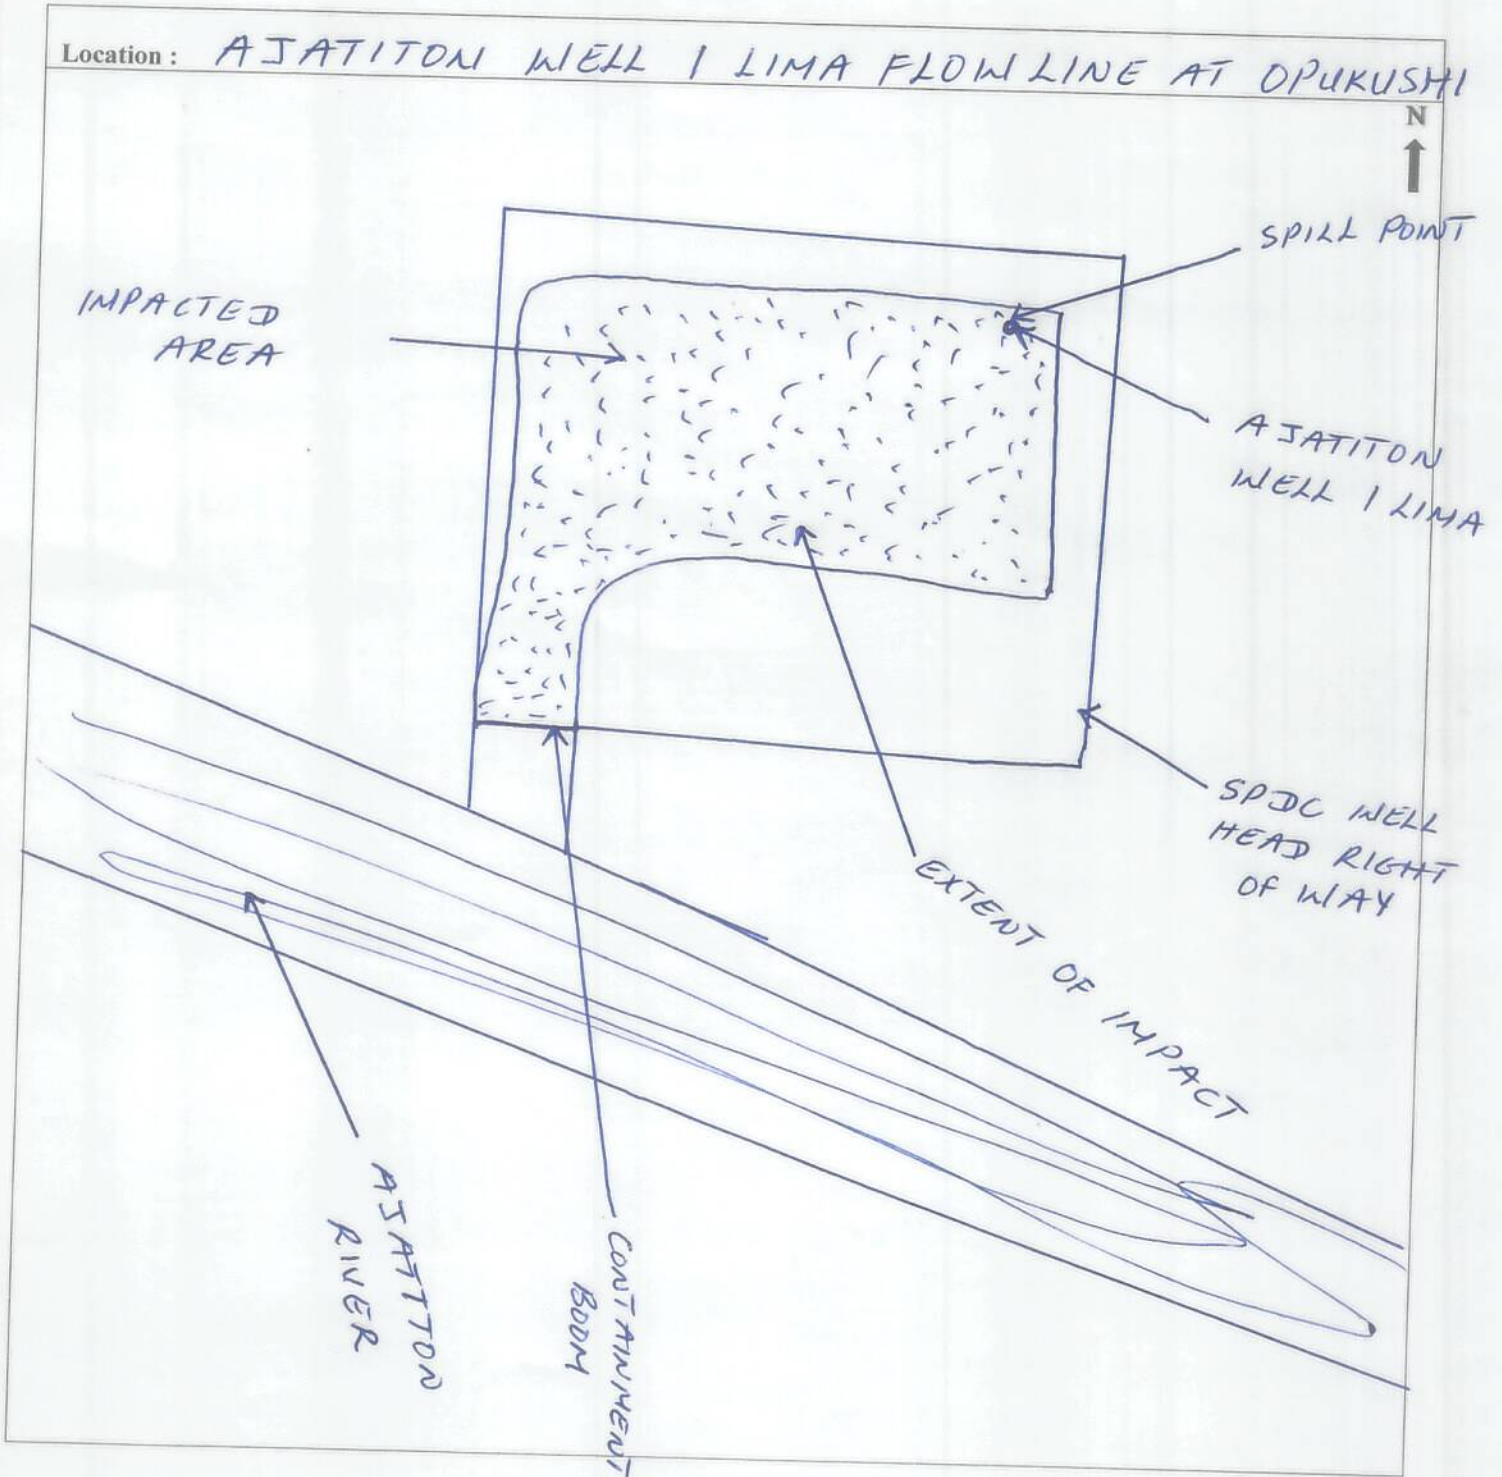 Location : AJATITON WELL 1 LIMA FLOWLINE AT OPUKUSHI
N
SPILL POINT
IMPACTED
AREA
AJATITON
WELL 1 LIMA
SPDC WELL
HEAD RIGHT
OF WAY
EXTENT OF IMPACT
AJATITON
RIVER
CONTAINMENT
BOOM